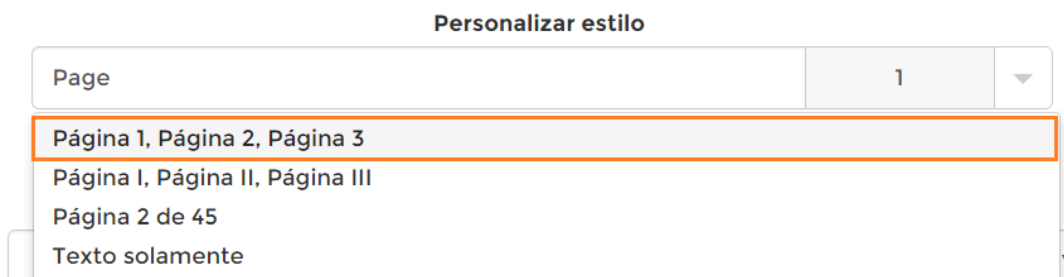 Personalizar estilo
Page 1
Página 1, Página 2, Página 3
Página I, Página II, Página III
Página 2 de 45
Texto solamente